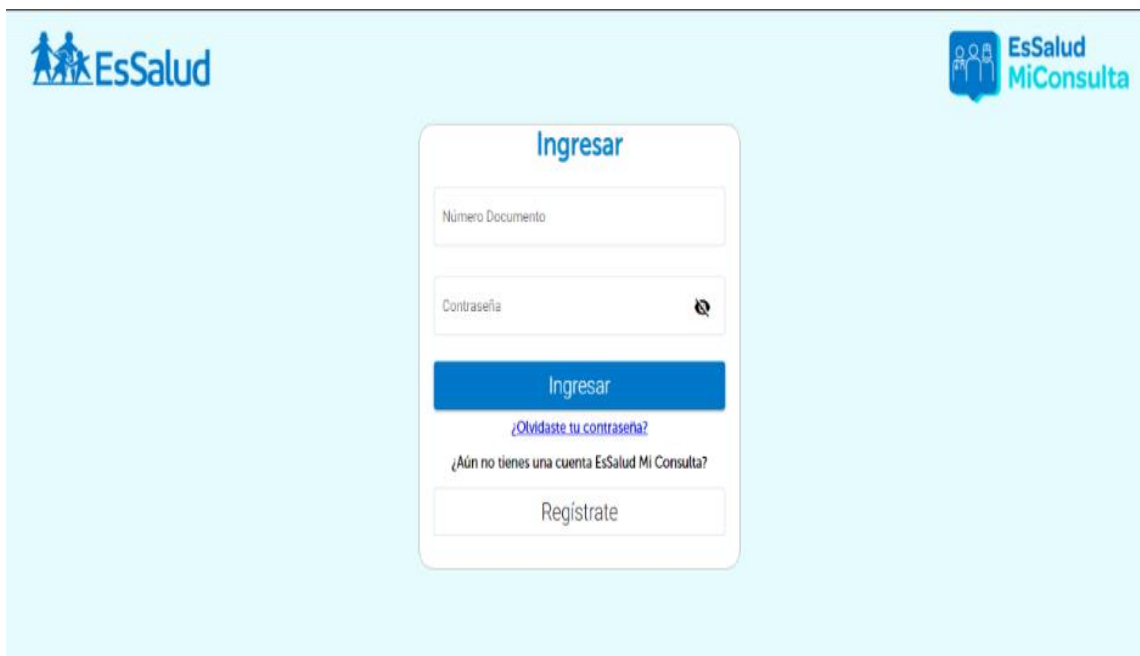 EsSalud
EsSalud
MiConsulta
Ingresar
Número Documento
Contraseña
Ingresar
¿Olvidaste tu contraseña?
¿Aún no tienes una cuenta EsSalud Mi Consulta?
Regístrate